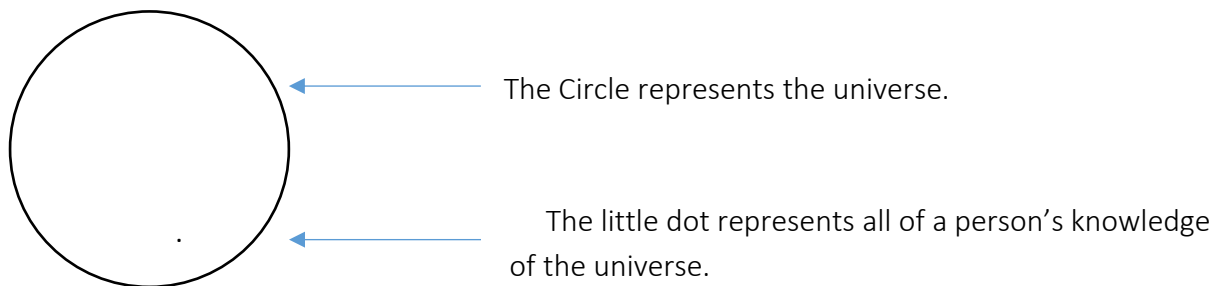 The Circle represents the universe.
The little dot represents all of a person’s knowledge
of the universe.